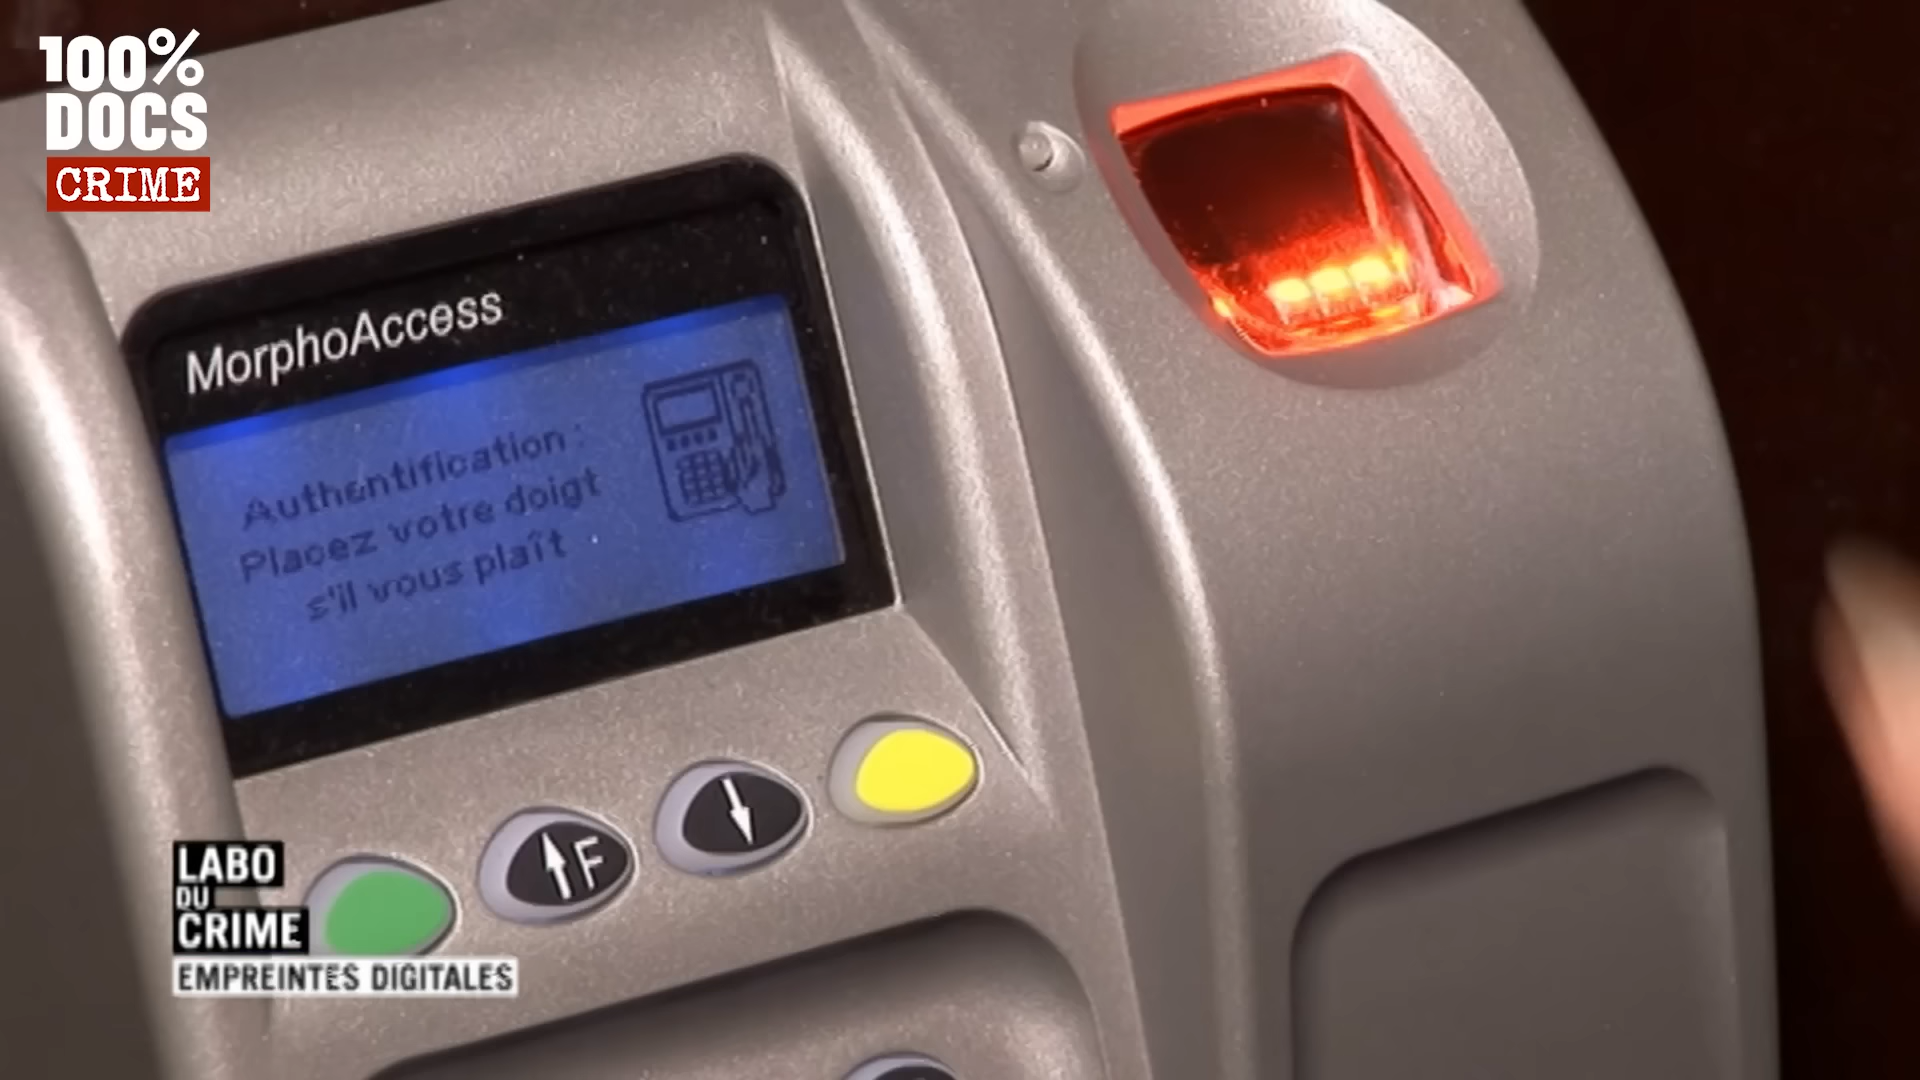 100%
DOCS
CRIME
MorphoAccess
Authentification :
Placez votre doigt
s'il vous plaît
F
LABO
DU
CRIME
EMPREINTES DIGITALES